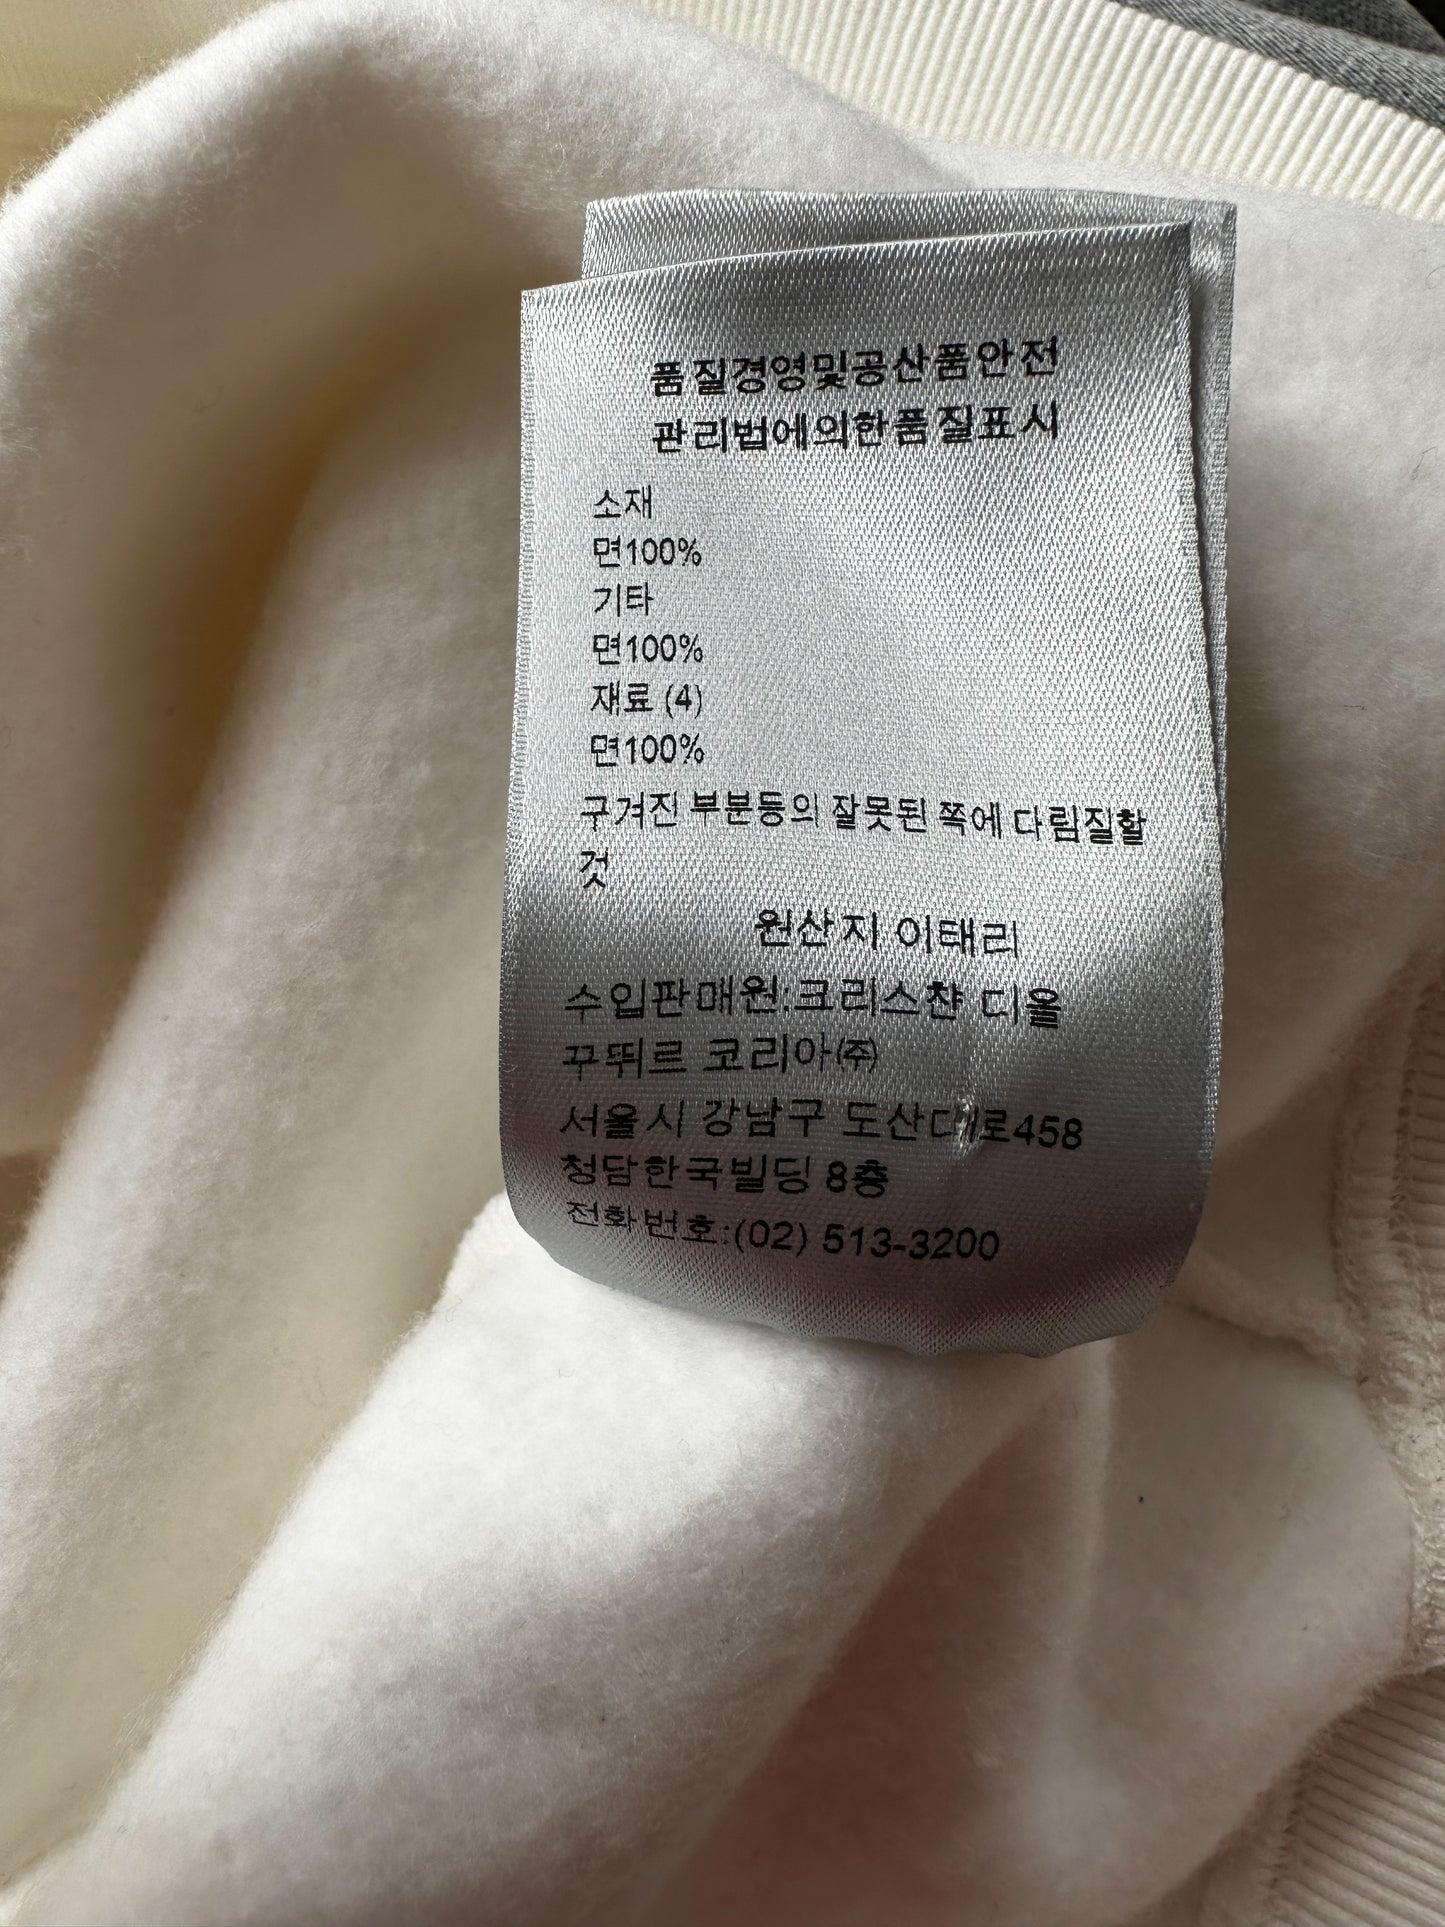 품질경영및공산품안전
관리법에의한품질표시
소재
면100%
기타
면100%
재료 (4)
면100%
구겨진 부분등의 잘못된 쪽에 다림질할
것
원산지 이태리
수입판매원:크리스챤 디올
꾸뛰르 코리아㈜
서울시 강남구 도산대로458
청담한국빌딩 8층
전화번호:(02) 513-3200